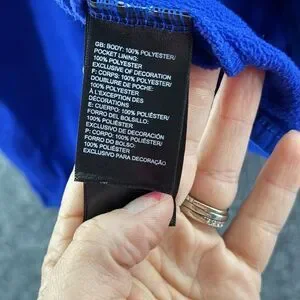 GB: BODY: 100% POLYESTER/
POCKET LINING:
100% POLYESTER
EXCLUSIVE OF DECORATION
F: CORPS: 100% POLYESTER/
DOUBLURE DE POCHE:
100% POLYESTER
À L'EXCEPTION DES
DÉCORATIONS
E: CUERPO: 100% POLIÉSTER/
FORRO DEL BOLSILLO:
100% POLIÉSTER
EXCLUSIVO DE DECORACIÓN
P: CORPO: 100% POLIÉSTER/
FORRO DO BOLSO:
100% POLIÉSTER
EXCLUSIVO PARA DECORAÇÃO